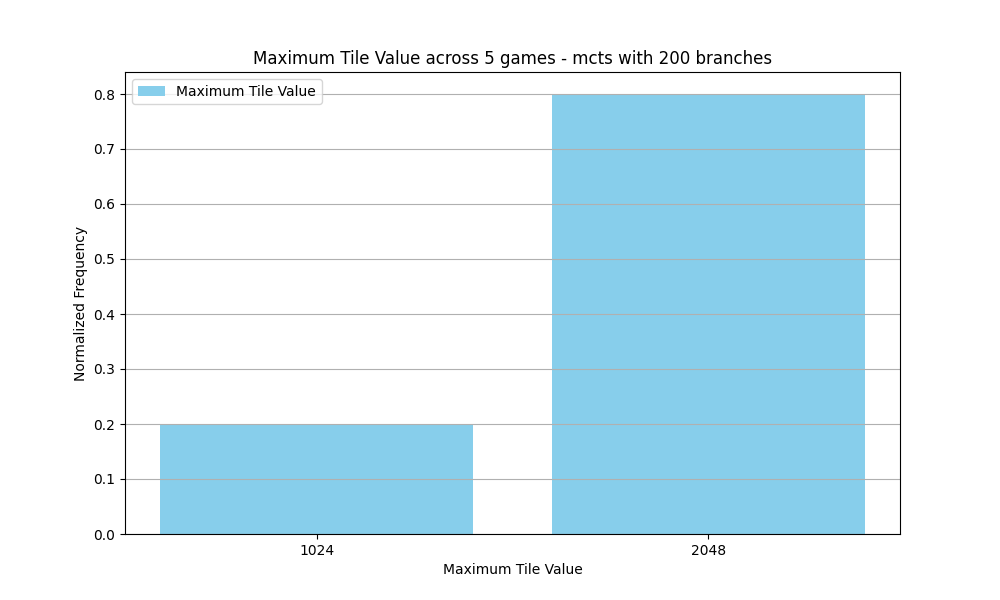 Maximum Tile Value across 5 games - mcts with 200 branches
Maximum Tile Value
0.8
0.7
0.6
0.5
0.4
0.3
0.2
0.1
0.0
Normalized Frequency
1024 2048
Maximum Tile Value